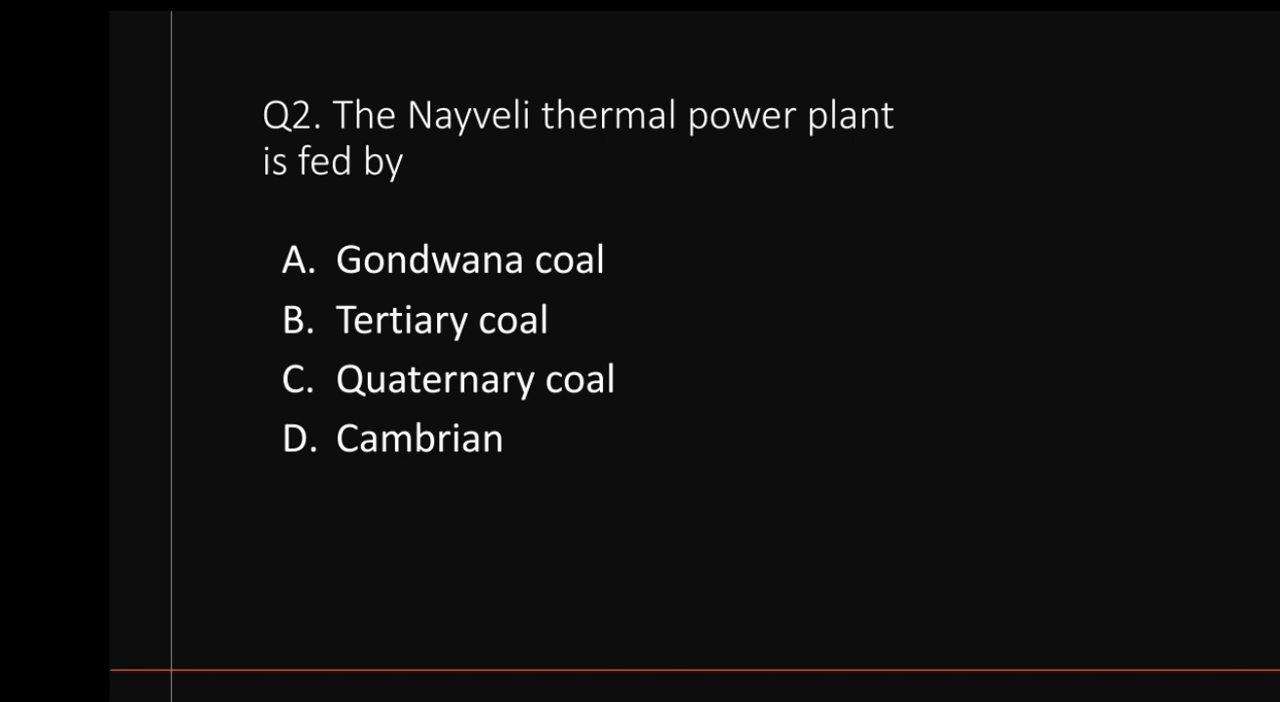 Q2. The Nayveli thermal power plant
is fed by
A. Gondwana coal
B. Tertiary coal
C. Quaternary coal
D. Cambrian